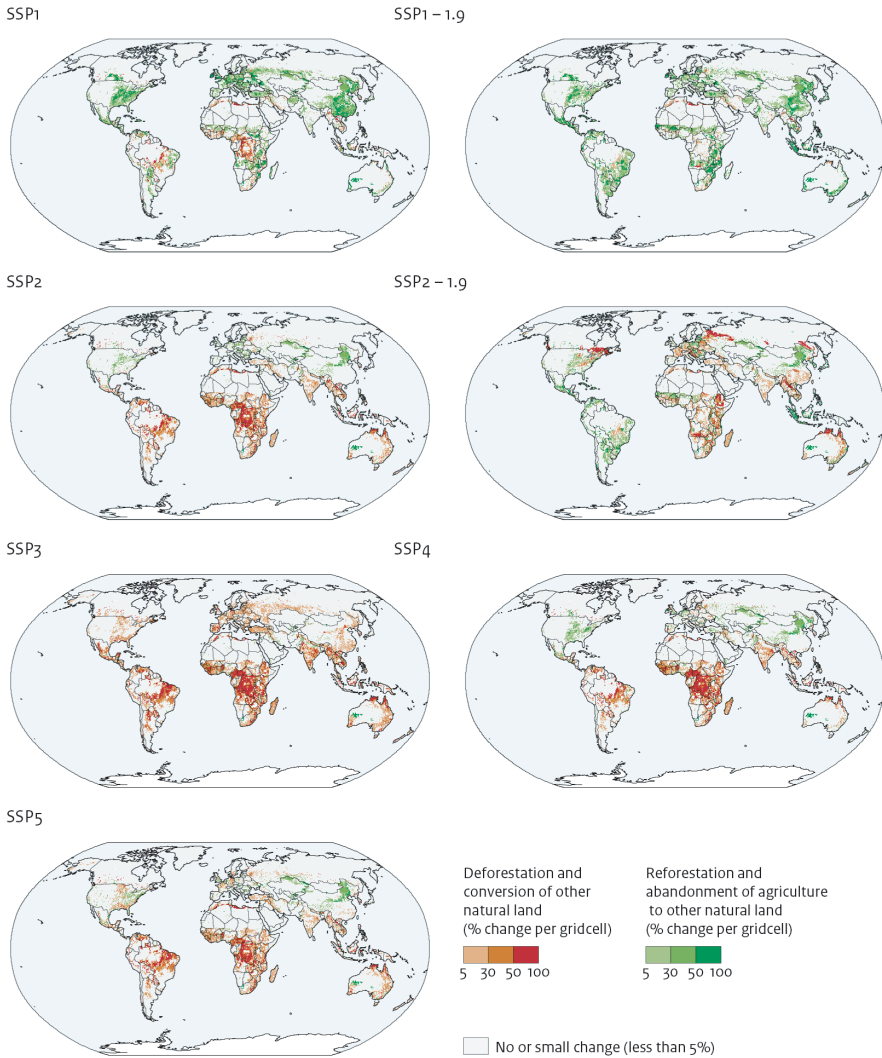 SSP1
SSP1 – 1.9
SSP2
SSP2 – 1.9
SSP3
SSP4
SSP5
Deforestation and
conversion of other
natural land
(% change per gridcell)
5 30 50 100
Reforestation and
abandonment of agriculture
to other natural land
(% change per gridcell)
5 30 50 100
No or small change (less than 5%)